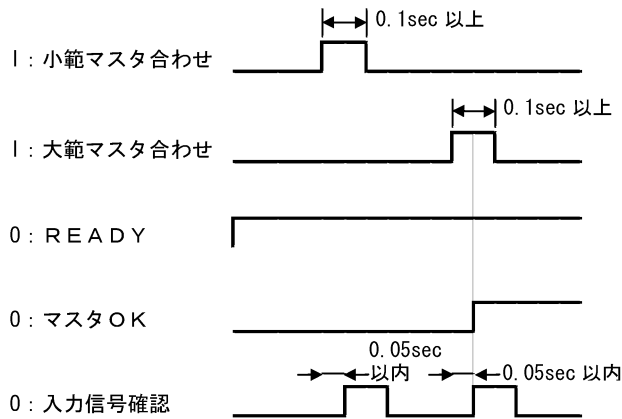 0.1sec 以上
I：小範マスタ合わせ
0.1sec 以上
I：大範マスタ合わせ
O：ＲＥＡＤＹ
O：マスタＯＫ
0.05sec
以内
0.05sec 以内
O：入力信号確認